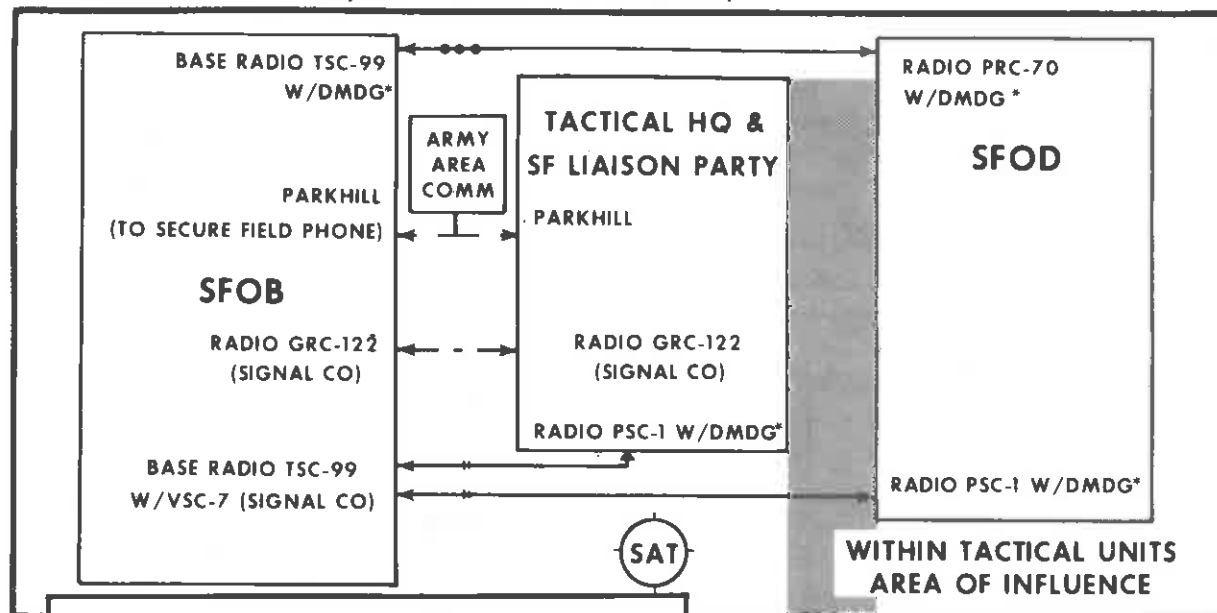 BASE RADIO TSC-99
W/DMDG*
PARKHILL
(TO SECURE FIELD PHONE)
SFOB
RADIO GRC-122
(SIGNAL CO)
BASE RADIO TSC-99
W/VSC-7 (SIGNAL CO)
ARMY
AREA
COMM
TACTICAL HQ &
SF LIAISON PARTY
PARKHILL
RADIO GRC-122
(SIGNAL CO)
RADIO PSC-1 W/DMDG*
SAT
RADIO PRC-70
W/DMDG*
SFOD
RADIO PSC-1 W/DMDG*
WITHIN TACTICAL UNITS
AREA OF INFLUENCE